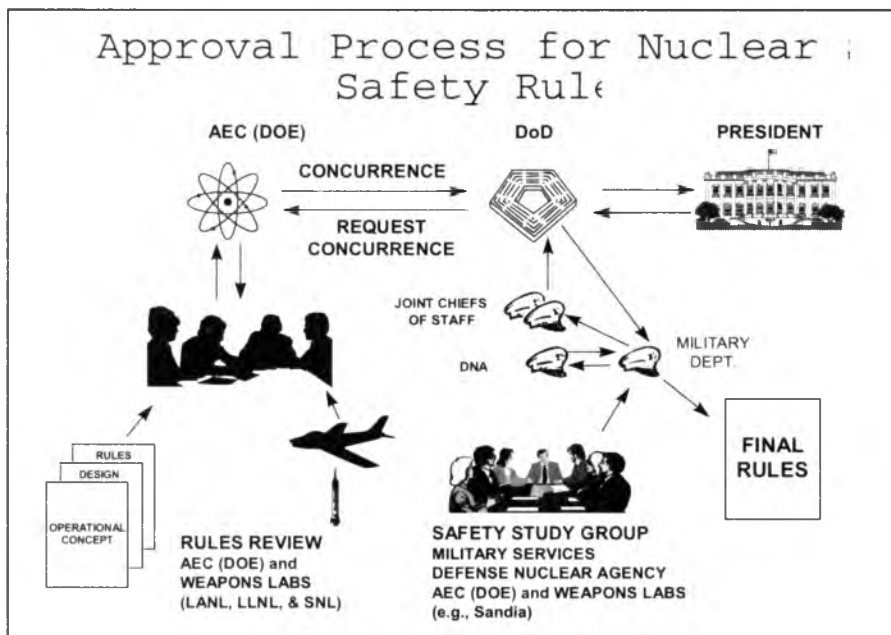 Approval Process for Nuclear
Safety Rule
AEC (DOE)
DoD
PRESIDENT
CONCURRENCE
REQUEST
CONCURRENCE
JOINT CHIEFS
OF STAFF
DNA
MILITARY
DEPT.
RULES
DESIGN
OPERATIONAL
CONCEPT
RULES REVIEW
AEC (DOE) and
WEAPONS LABS
(LANL, LLNL, & SNL)
SAFETY STUDY GROUP
MILITARY SERVICES
DEFENSE NUCLEAR AGENCY
AEC (DOE) and WEAPONS LABS
(e.g., Sandia)
FINAL
RULES